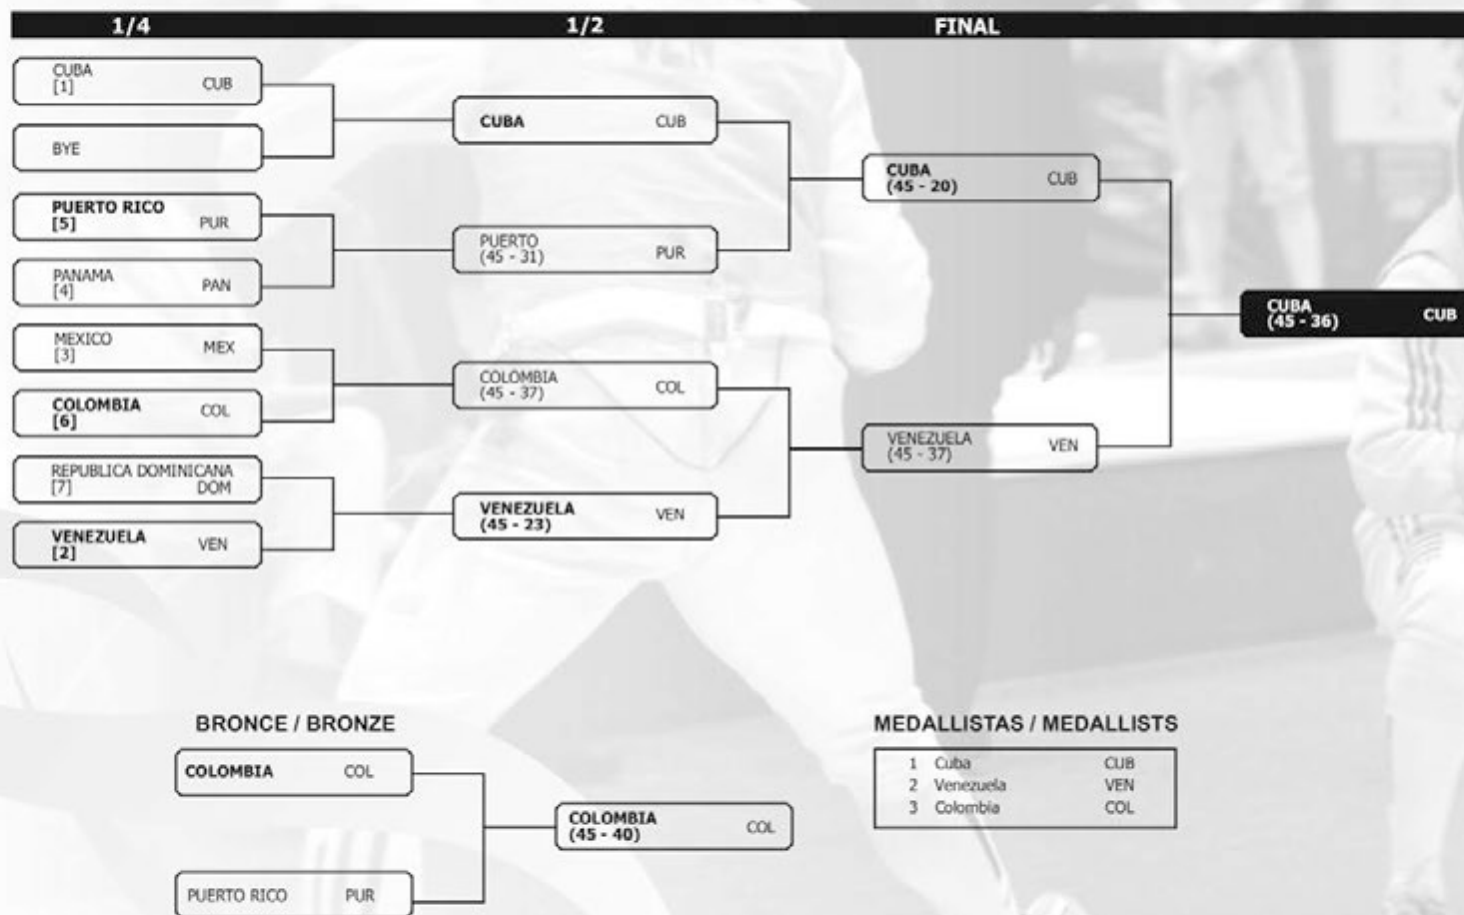 1/4 1/2 FINAL
CUBA
[1] CUB
BYE
PUERTO RICO
[5] PUR
PANAMA
[4] PAN
MEXICO
[3] MEX
COLOMBIA
[6] COL
REPUBLICA DOMINICANA
[7] DOM
VENEZUELA
[2] VEN
CUBA CUB
PUERTO
(45 - 31) PUR
COLOMBIA
(45 - 37) COL
VENEZUELA
(45 - 23) VEN
CUBA
(45 - 20) CUB
VENEZUELA
(45 - 37) VEN
CUBA
(45 - 36) CUB
BRONCE / BRONZE
COLOMBIA COL
PUERTO RICO PUR
COLOMBIA
(45 - 40) COL
MEDALLISTAS / MEDALLISTS
1 Cuba CUB
2 Venezuela VEN
3 Colombia COL